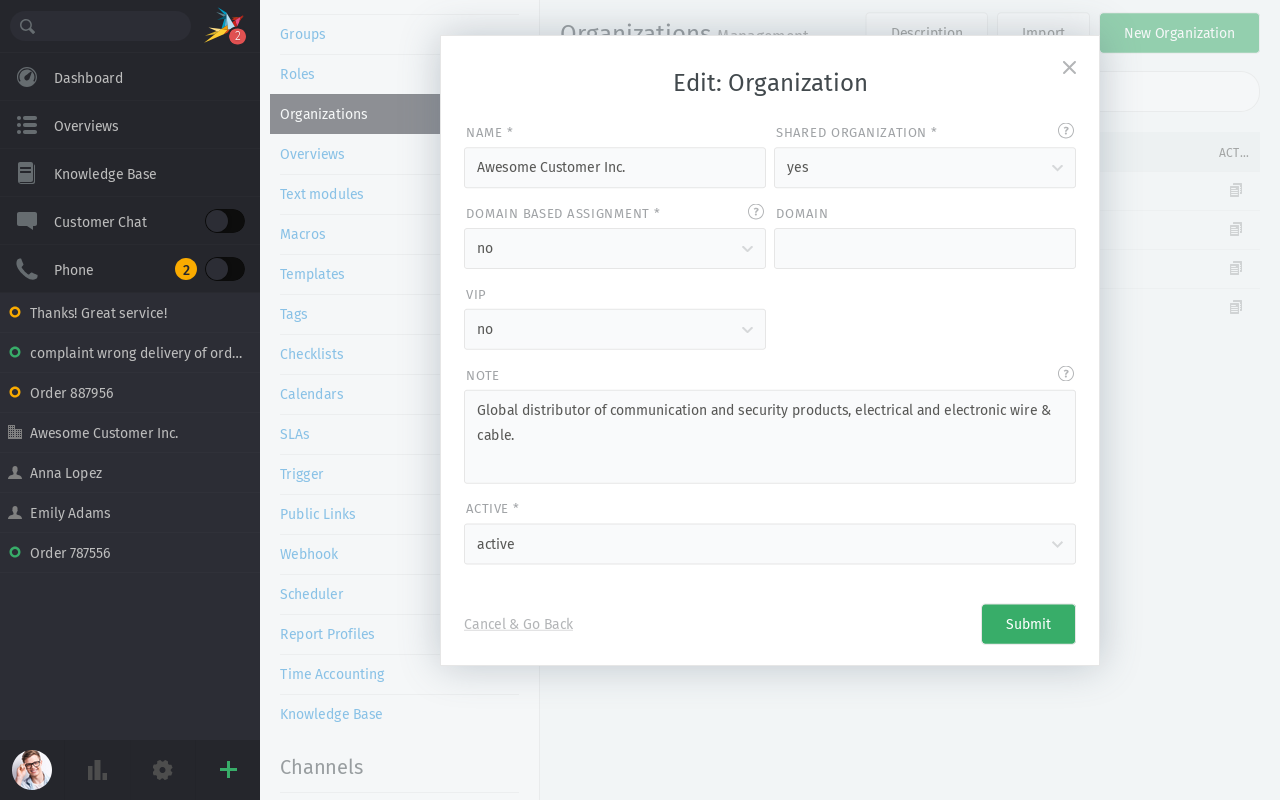 2
Dashboard
Overviews
Knowledge Base
Customer Chat
Phone
2
Thanks! Great service!
complaint wrong delivery of ord...
Order 887956
Awesome Customer Inc.
Anna Lopez
Emily Adams
Order 787556
Groups
Roles
Organizations
Overviews
Text modules
Macros
Templates
Tags
Checklists
Calendars
SLAs
Trigger
Public Links
Webhook
Scheduler
Report Profiles
Time Accounting
Knowledge Base
Channels
Organizations Management
Description
Import
New Organization
ACT...
Edit: Organization
NAME *
SHARED ORGANIZATION *
?
Awesome Customer Inc.
yes
DOMAIN BASED ASSIGNMENT *
?
DOMAIN
no
VIP
no
NOTE
?
Global distributor of communication and security products, electrical and electronic wire &
cable.
ACTIVE *
active
Cancel & Go Back
Submit